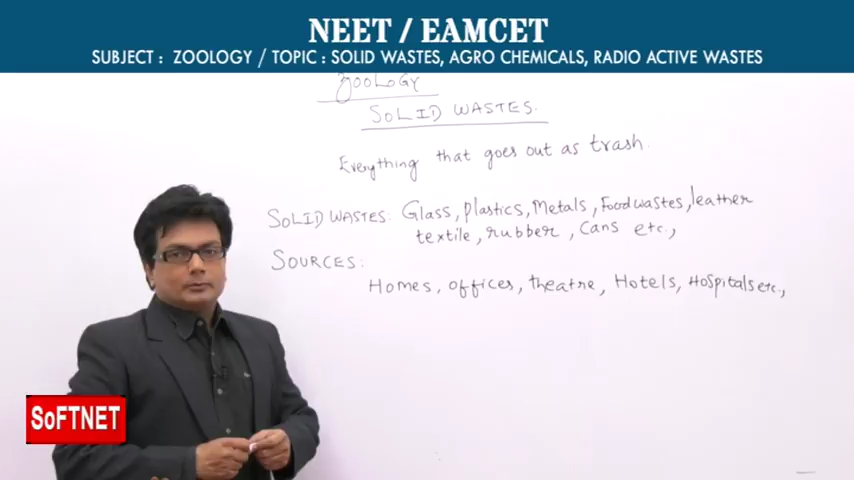 NEET / EAMCET
SUBJECT : ZOOLOGY / TOPIC : SOLID WASTES, AGRO CHEMICALS, RADIO ACTIVE WASTES
ZOOLOGY
SOLID WASTES.
Everything that goes out as trash.
SOLID WASTES: Glass, plastics, Metals, Food wastes, leather
textile, rubber, cans etc.,
SOURCES:
Homes, offices, theatre, Hotels, Hospitals etc.,
SoFTNET